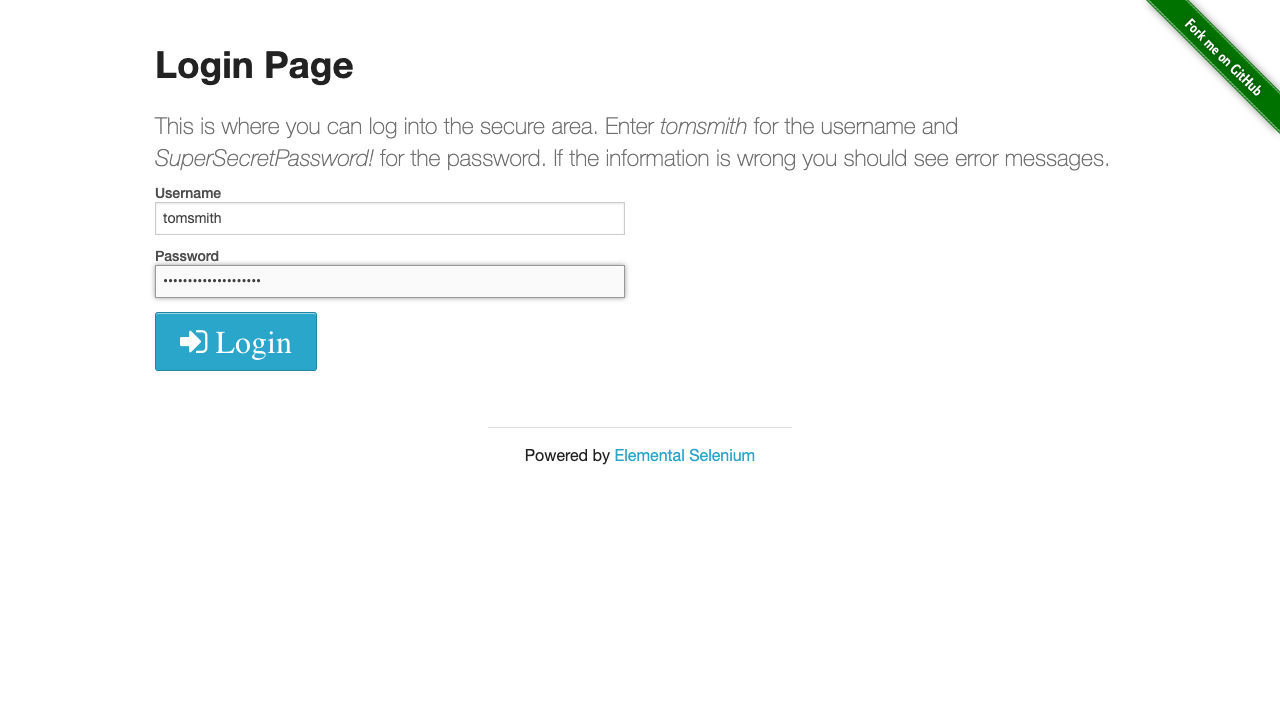 Fork me on GitHub
Login Page
This is where you can log into the secure area. Enter tomsmith for the username and
SuperSecretPassword! for the password. If the information is wrong you should see error messages.
Username
tomsmith
Password
••••••••••••••••••••
Login
Powered by Elemental Selenium